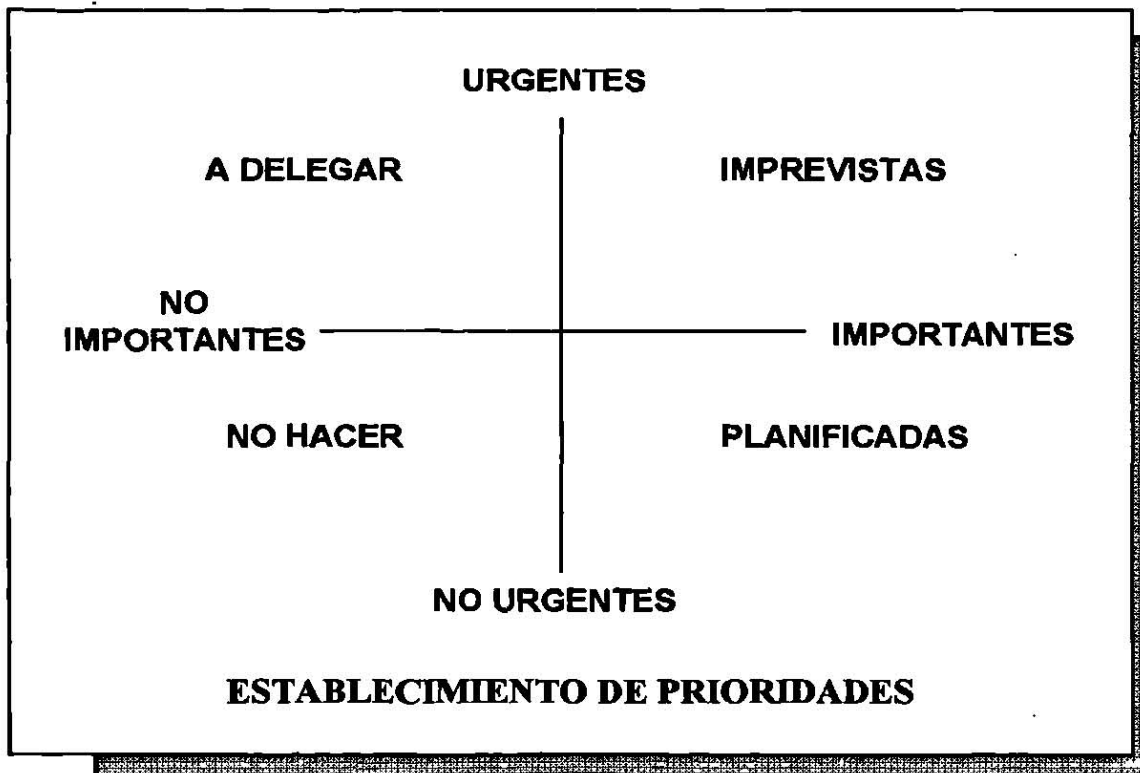 URGENTES
A DELEGAR
IMPREVISTAS
NO
IMPORTANTES
IMPORTANTES
NO HACER
PLANIFICADAS
NO URGENTES
ESTABLECIMIENTO DE PRIORIDADES